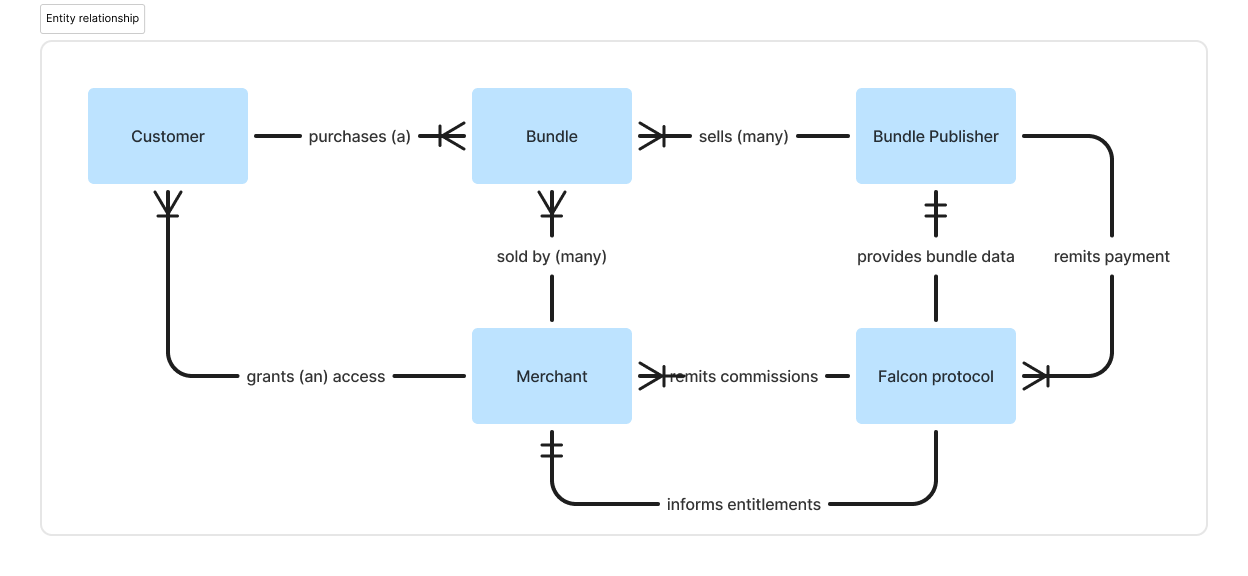 Entity relationship
Customer
purchases (a)
Bundle
sells (many)
Bundle Publisher
sold by (many)
provides bundle data
remits payment
grants (an) access
Merchant
remits commissions
Falcon protocol
informs entitlements